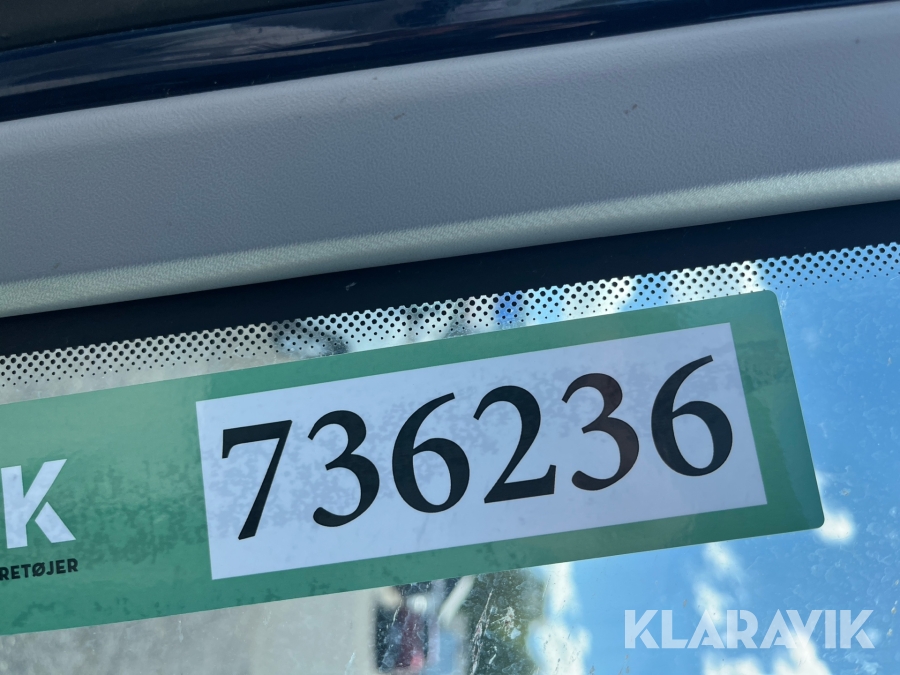 736236
K
RETØJER
KLARAVIK